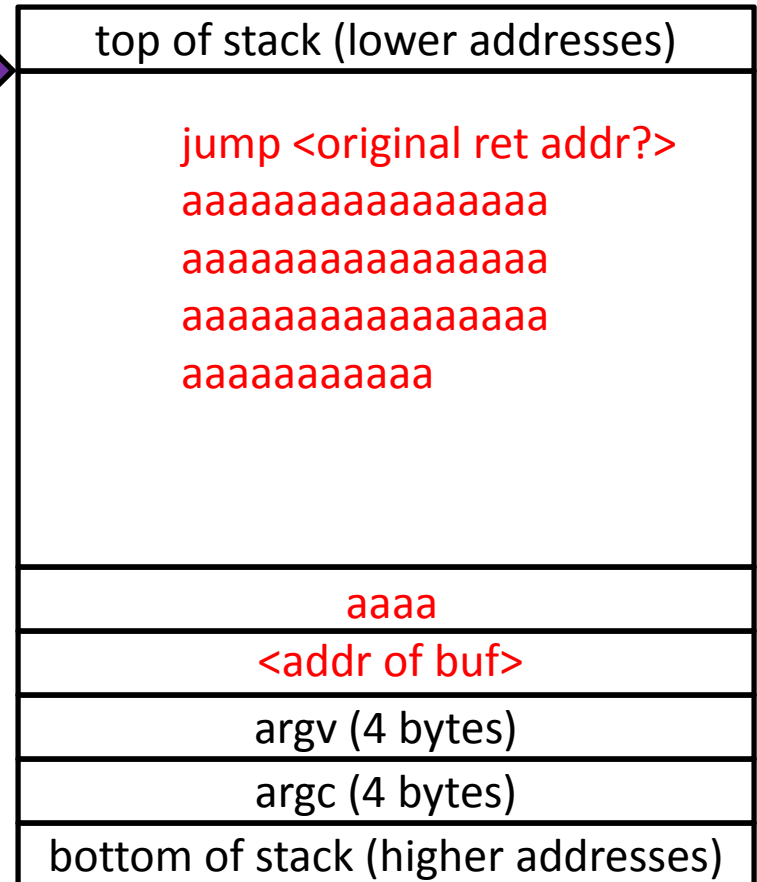 top of stack (lower addresses)
jump <original ret addr?>
aaaaaaaaaaaaaaaa
aaaaaaaaaaaaaaaa
aaaaaaaaaaaaaaaa
aaaaaaaaaaa
aaaa
<addr of buf>
argv (4 bytes)
argc (4 bytes)
bottom of stack (higher addresses)